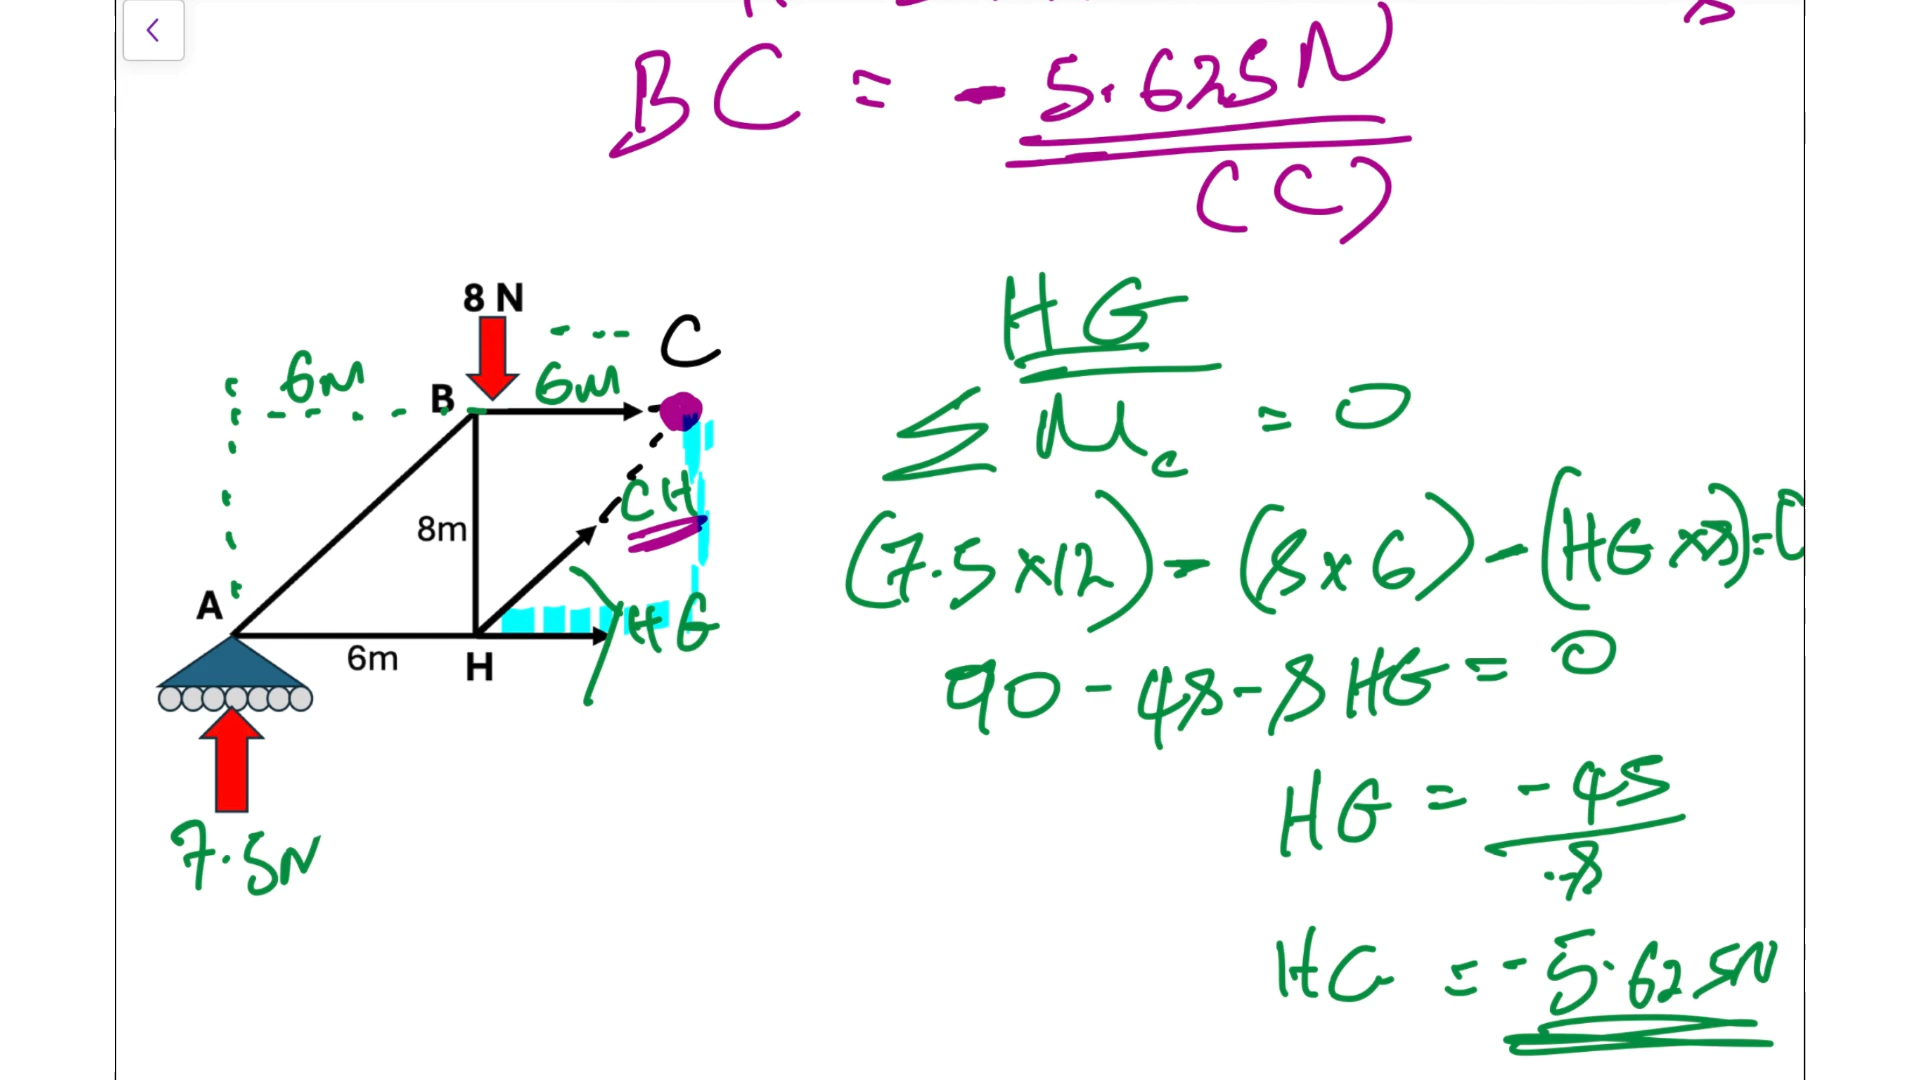 BC = - 5.625N
(C)
8 N
6m
B
6m
C
8m
CH
A
HG
6m
H
7.5N
HG
∑ Mc = 0
(7.5×12) - (8×6) - (HG×8)=0
90 - 48 - 8HG = 0
HG = -45
-8
HG = -5.625N